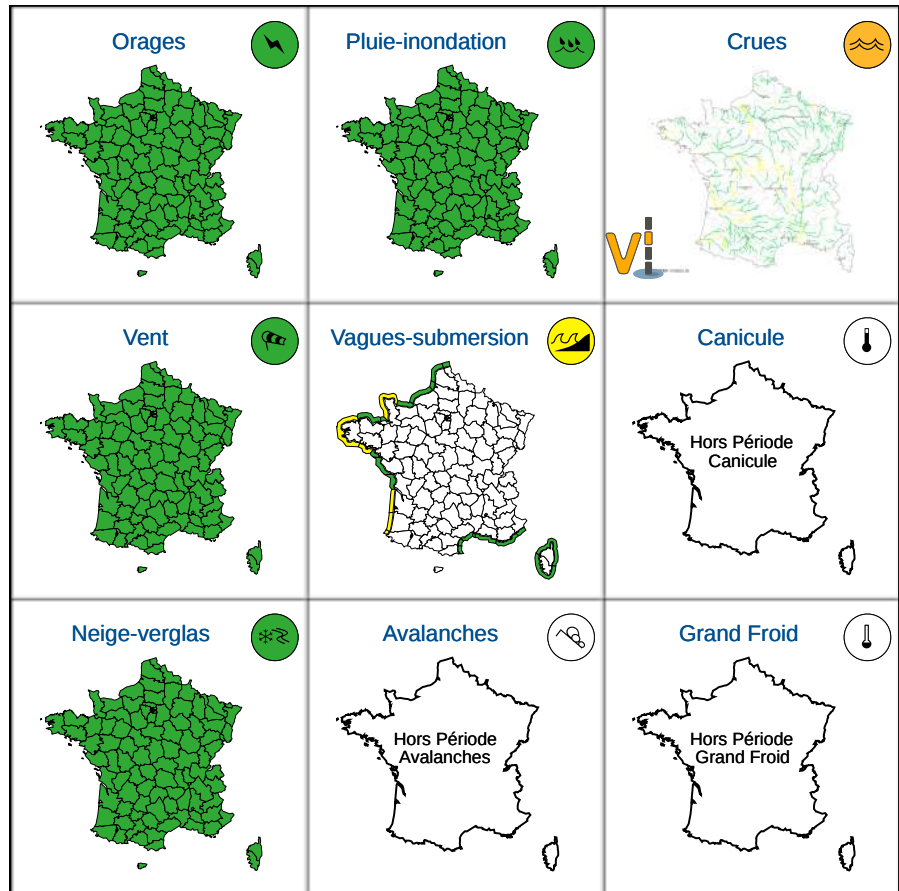 Orages
Pluie-inondation
Crues
Vi
Vent
Vagues-submersion
Canicule
Hors Période
Canicule
Neige-verglas
Avalanches
Grand Froid
Hors Période
Avalanches
Hors Période
Grand Froid